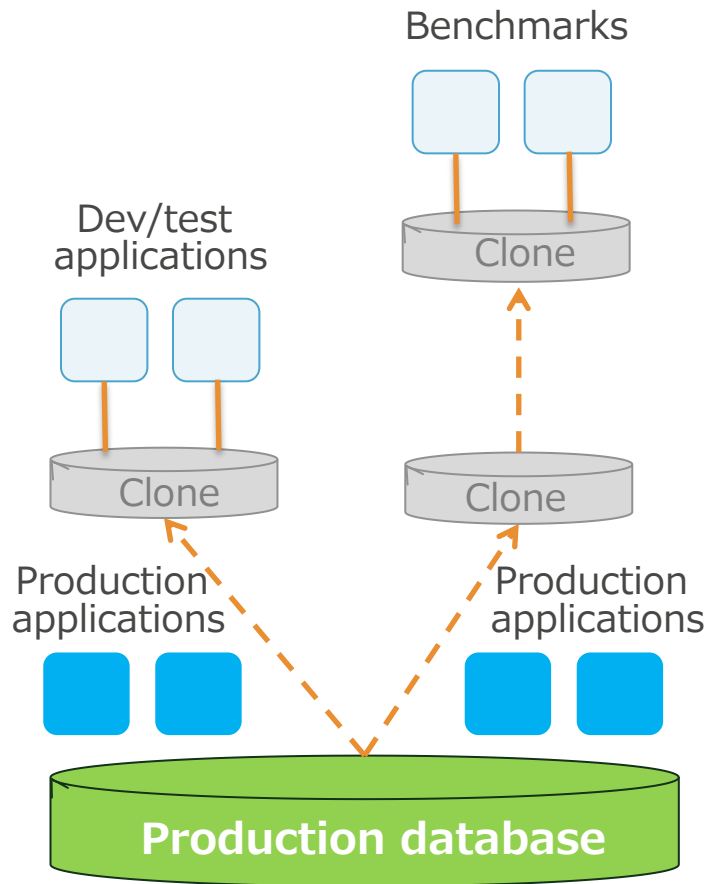 Benchmarks
Clone
Dev/test
applications
Clone
Clone
Production
applications
Production
applications
Production database